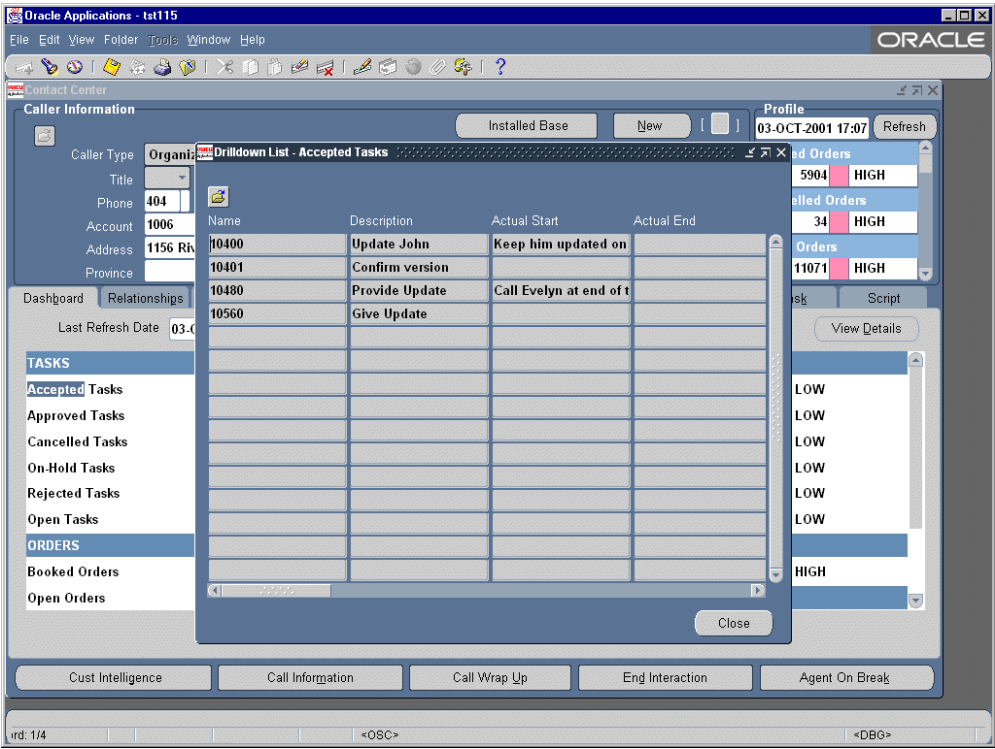 Oracle Applications - tst115
File Edit View Folder Tools Window Help
ORACLE
Contact Center
Caller Information
Profile
Installed Base New [ ] 03-OCT-2001 17:07 Refresh
Caller Type Organiz
Drilldown List - Accepted Tasks
ed Orders
Title
5904 HIGH
Phone 404
elled Orders
Name Description Actual Start Actual End
Account 1006
34 HIGH
Address 1156 Riv
10400 Update John Keep him updated on
Orders
Province
10401 Confirm version
11071 HIGH
10480 Provide Update Call Evelyn at end of t
Dashboard Relationships
sk Script
10560 Give Update
Last Refresh Date 03-
View Details
TASKS
Accepted Tasks LOW
Approved Tasks LOW
Cancelled Tasks LOW
On-Hold Tasks LOW
Rejected Tasks LOW
Open Tasks LOW
ORDERS
Booked Orders HIGH
Open Orders
Close
Cust Intelligence Call Information Call Wrap Up End Interaction Agent On Break
rd: 1/4 <OSC> <DBG>